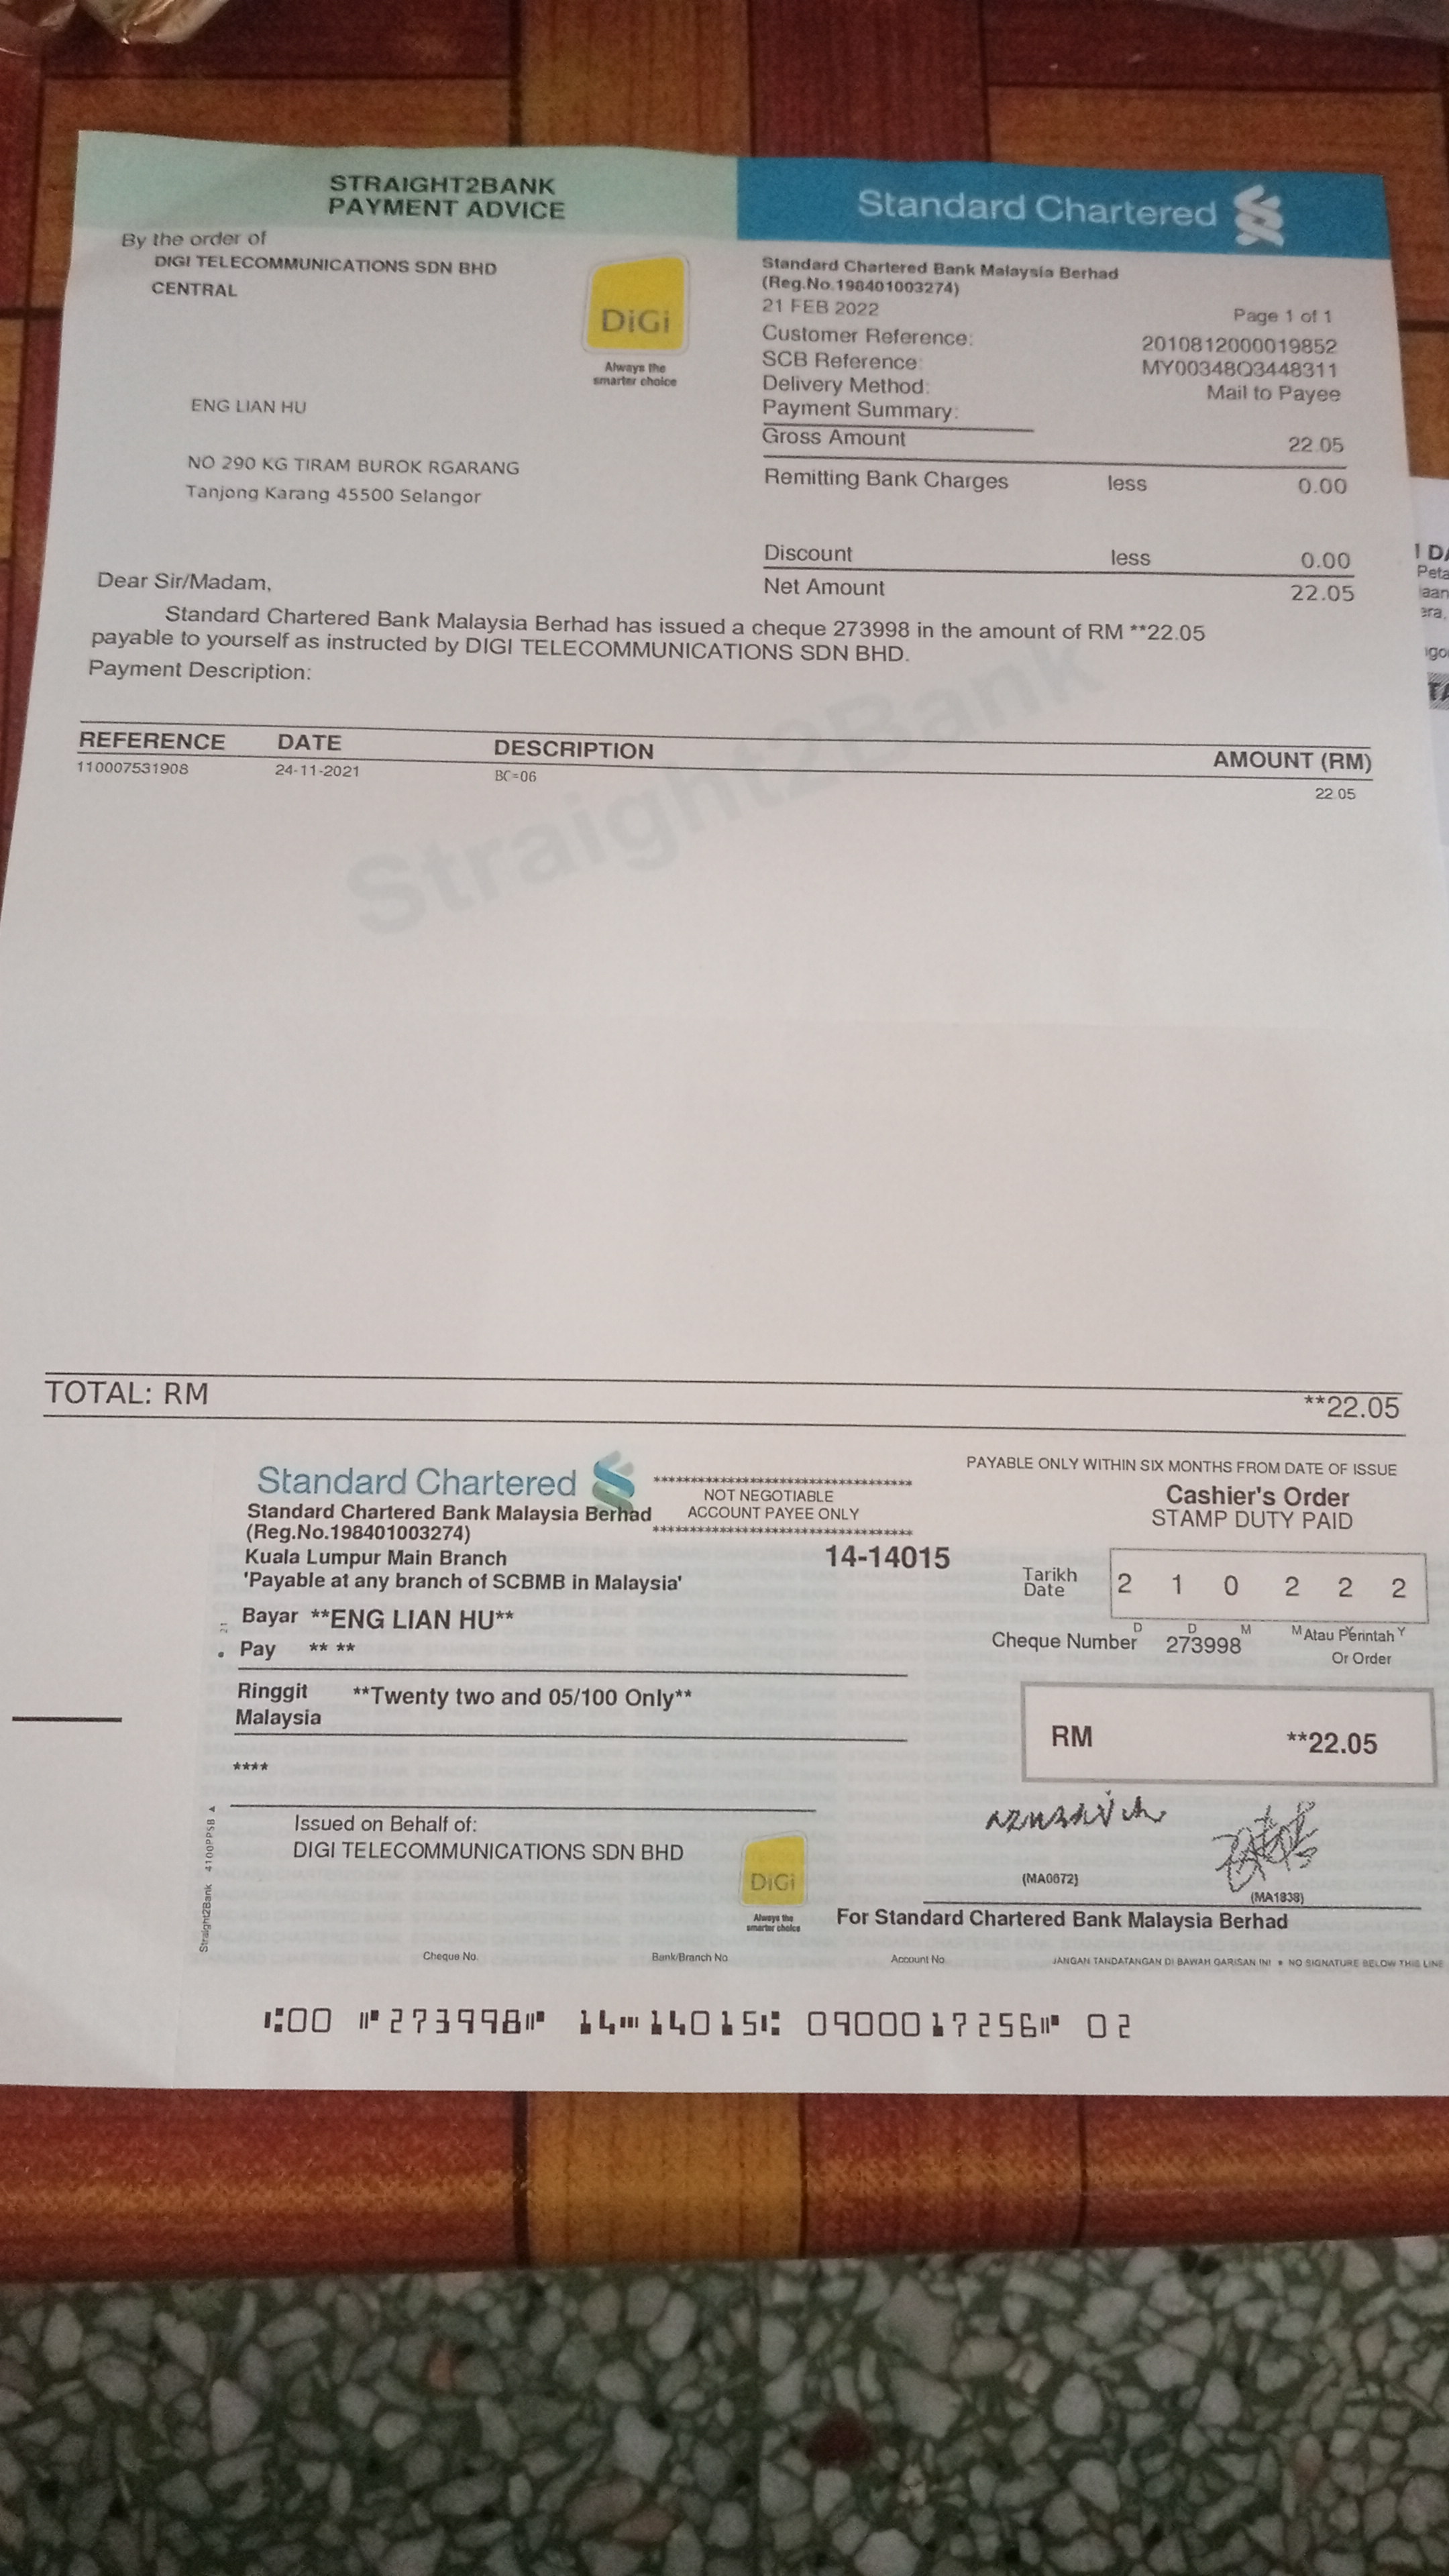 STRAIGHT2BANK
PAYMENT ADVICE
Standard Chartered
By the order of
DIGI TELECOMMUNICATIONS SDN BHD
CENTRAL
DiGi
Always the
smarter choice
Standard Chartered Bank Malaysia Berhad
(Reg.No.198401003274)
21 FEB 2022
Page 1 of 1
Customer Reference: 2010812000019852
SCB Reference: MY00348Q3448311
Delivery Method: Mail to Payee
Payment Summary:
Gross Amount 22.05
Remitting Bank Charges less 0.00
Discount less 0.00
Net Amount 22.05
ENG LIAN HU
NO 290 KG TIRAM BUROK RGARANG
Tanjong Karang 45500 Selangor
Dear Sir/Madam,
Standard Chartered Bank Malaysia Berhad has issued a cheque 273998 in the amount of RM **22.05
payable to yourself as instructed by DIGI TELECOMMUNICATIONS SDN BHD.
Payment Description:
Straight2Bank
REFERENCE DATE DESCRIPTION AMOUNT (RM)
110007531908 24-11-2021 BC=06 22.05
TOTAL: RM **22.05
Standard Chartered
Standard Chartered Bank Malaysia Berhad
(Reg.No.198401003274)
Kuala Lumpur Main Branch
'Payable at any branch of SCBMB in Malaysia'
NOT NEGOTIABLE
ACCOUNT PAYEE ONLY
14-14015
PAYABLE ONLY WITHIN SIX MONTHS FROM DATE OF ISSUE
Cashier's Order
STAMP DUTY PAID
Tarikh
Date
2 1 0 2 2 2
D D M M Y Y
Cheque Number 273998
Atau Perintah
Or Order
Bayar **ENG LIAN HU**
Pay ** **
Ringgit
Malaysia
**Twenty two and 05/100 Only**
****
RM **22.05
Issued on Behalf of:
DIGI TELECOMMUNICATIONS SDN BHD
DiGi
Always the
smarter choice
(MA0672)
(MA1838)
For Standard Chartered Bank Malaysia Berhad
Straight2Bank 4100PPSB
Cheque No. Bank/Branch No. Account No.
JANGAN TANDATANGAN DI BAWAH GARISAN INI * NO SIGNATURE BELOW THIS LINE
00 273998 14 14015 0900017256 02